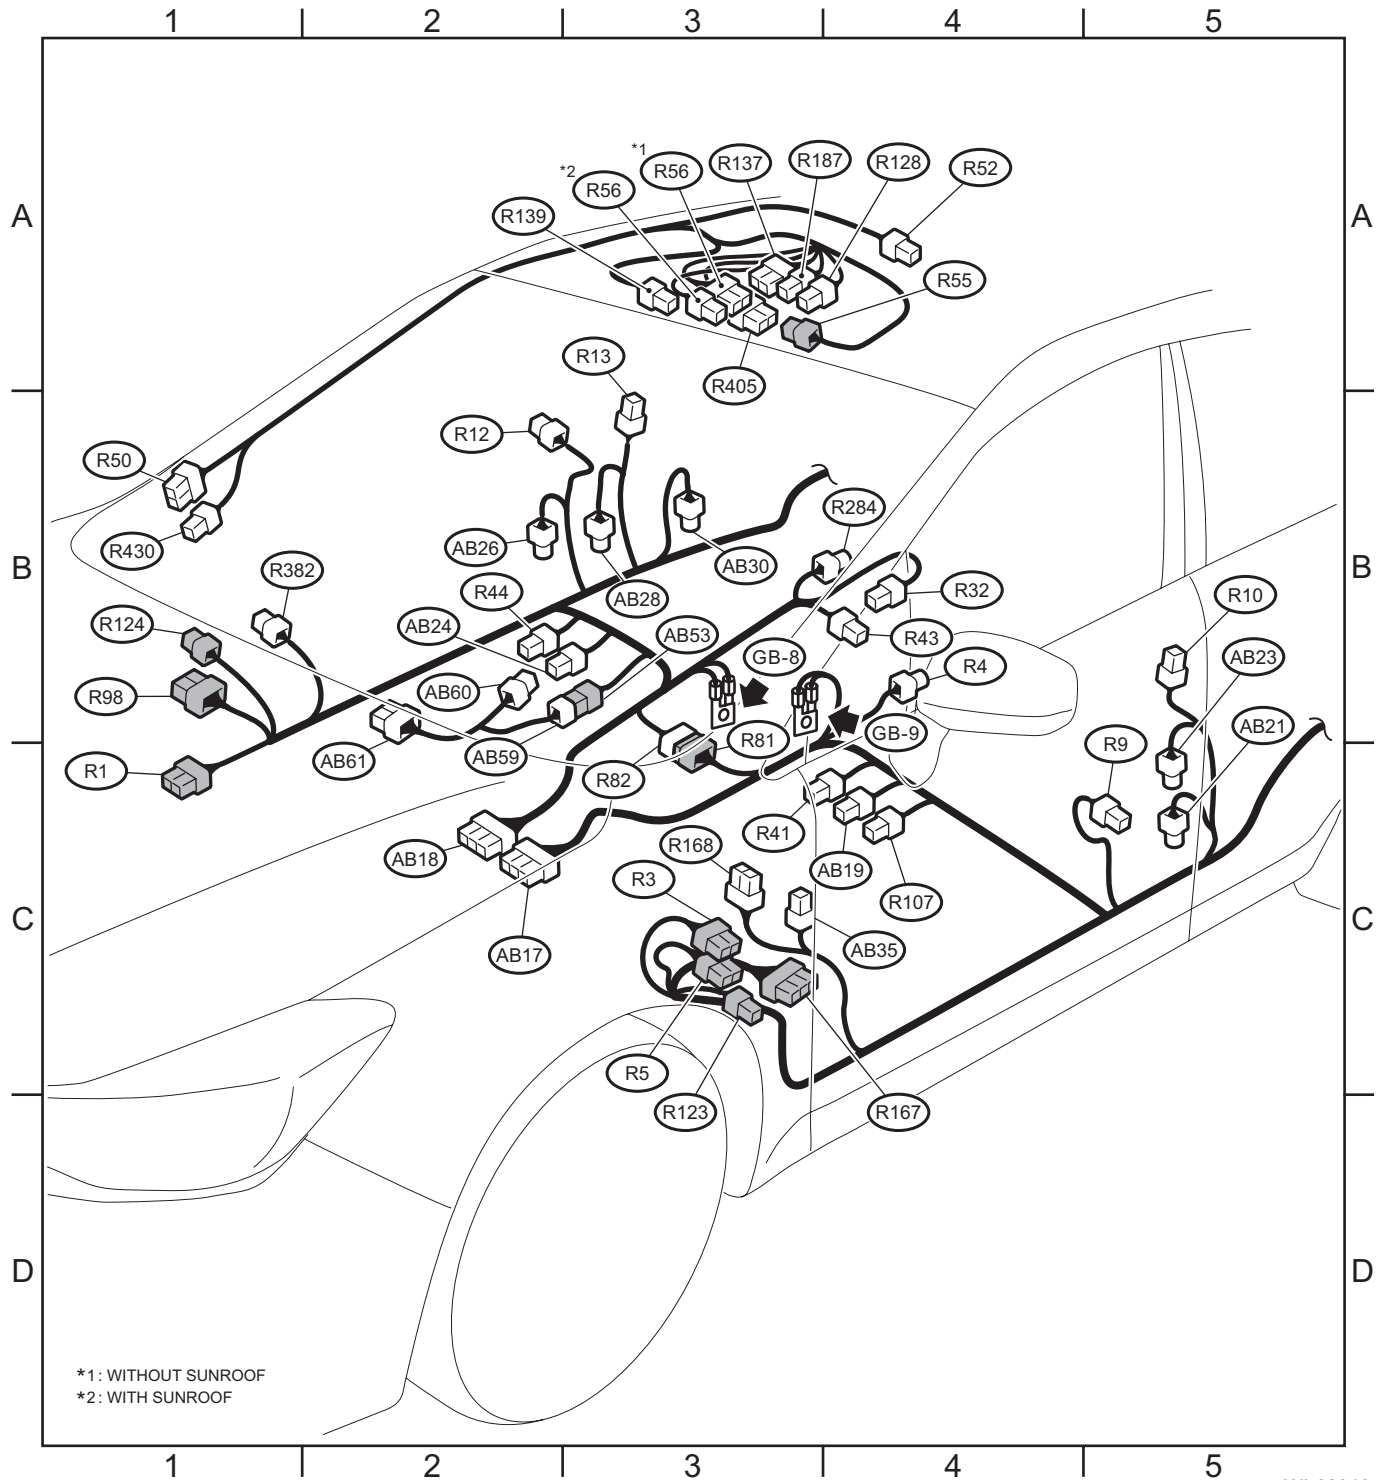 1 2 3 4 5
*1 R56 R137 R187 R128 R52
*2 R56
R139
A A
R55
R13
R405
R12
R50
R284
R430
AB26
AB30
B B
R382
R44
AB28
R32
R10
R124
AB24
AB53
R43
GB-8
AB23
R4
R98
AB60
AB21
R81
GB-9
R9
AB61
AB59
R1
R82
R41
R168
AB18
AB19
R3
R107
C C
AB17
AB35
R5
R123
R167
D D
*1: WITHOUT SUNROOF
*2: WITH SUNROOF
1 2 3 4 5